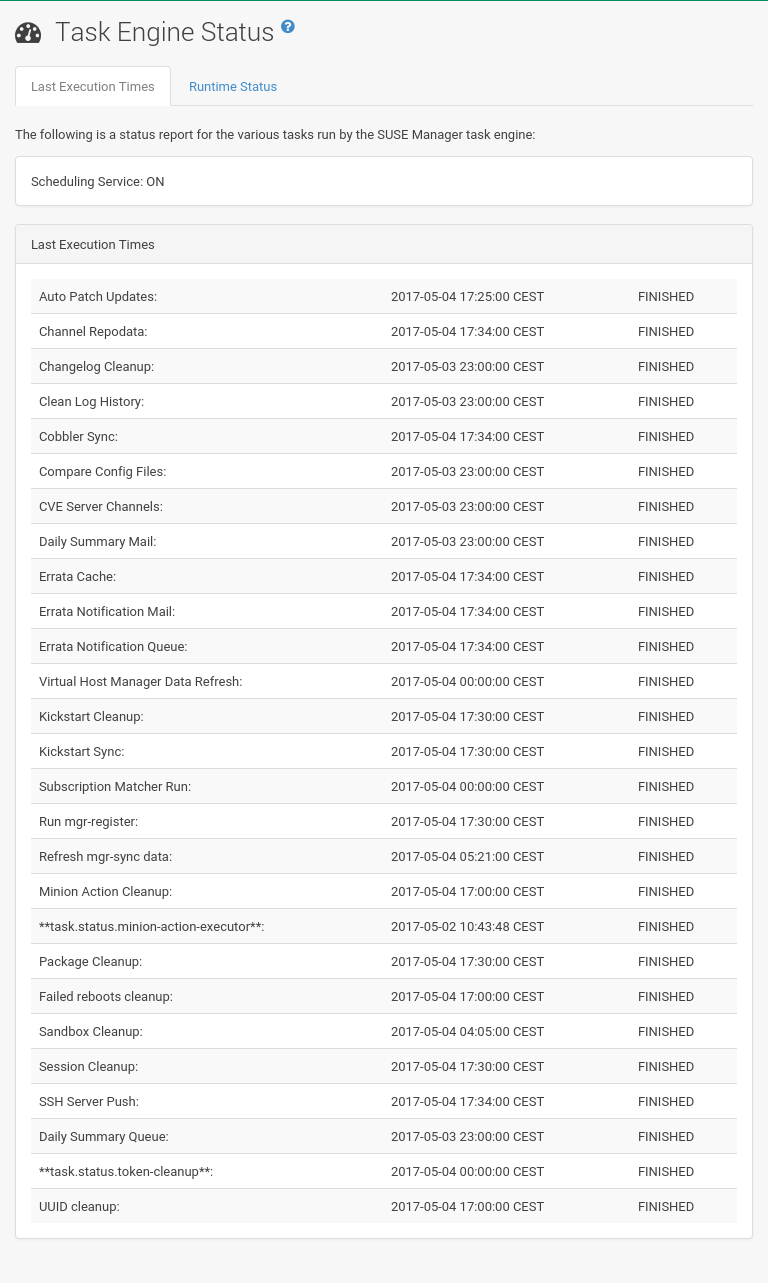 Task Engine Status ?
Last Execution Times Runtime Status
The following is a status report for the various tasks run by the SUSE Manager task engine:
Scheduling Service: ON
Last Execution Times
Auto Patch Updates: 2017-05-04 17:25:00 CEST FINISHED
Channel Repodata: 2017-05-04 17:34:00 CEST FINISHED
Changelog Cleanup: 2017-05-03 23:00:00 CEST FINISHED
Clean Log History: 2017-05-03 23:00:00 CEST FINISHED
Cobbler Sync: 2017-05-04 17:34:00 CEST FINISHED
Compare Config Files: 2017-05-03 23:00:00 CEST FINISHED
CVE Server Channels: 2017-05-03 23:00:00 CEST FINISHED
Daily Summary Mail: 2017-05-03 23:00:00 CEST FINISHED
Errata Cache: 2017-05-04 17:34:00 CEST FINISHED
Errata Notification Mail: 2017-05-04 17:34:00 CEST FINISHED
Errata Notification Queue: 2017-05-04 17:34:00 CEST FINISHED
Virtual Host Manager Data Refresh: 2017-05-04 00:00:00 CEST FINISHED
Kickstart Cleanup: 2017-05-04 17:30:00 CEST FINISHED
Kickstart Sync: 2017-05-04 17:30:00 CEST FINISHED
Subscription Matcher Run: 2017-05-04 00:00:00 CEST FINISHED
Run mgr-register: 2017-05-04 17:30:00 CEST FINISHED
Refresh mgr-sync data: 2017-05-04 05:21:00 CEST FINISHED
Minion Action Cleanup: 2017-05-04 17:00:00 CEST FINISHED
**task.status.minion-action-executor**: 2017-05-02 10:43:48 CEST FINISHED
Package Cleanup: 2017-05-04 17:30:00 CEST FINISHED
Failed reboots cleanup: 2017-05-04 17:00:00 CEST FINISHED
Sandbox Cleanup: 2017-05-04 04:05:00 CEST FINISHED
Session Cleanup: 2017-05-04 17:30:00 CEST FINISHED
SSH Server Push: 2017-05-04 17:34:00 CEST FINISHED
Daily Summary Queue: 2017-05-03 23:00:00 CEST FINISHED
**task.status.token-cleanup**: 2017-05-04 00:00:00 CEST FINISHED
UUID cleanup: 2017-05-04 17:00:00 CEST FINISHED